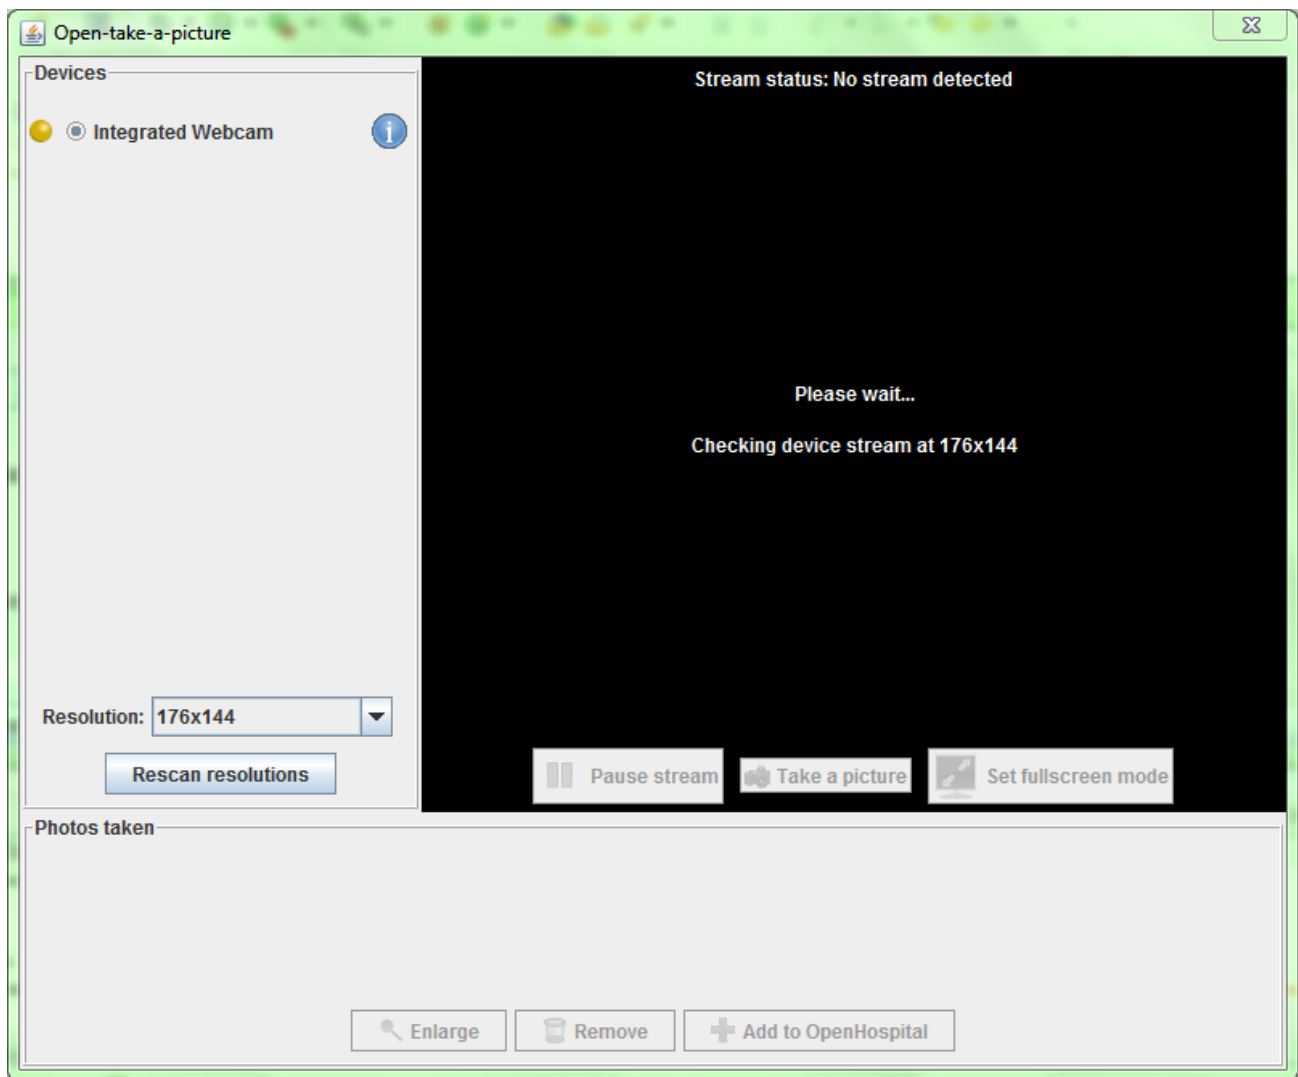 Open-take-a-picture
Devices
Integrated Webcam
Resolution: 176x144
Rescan resolutions
Stream status: No stream detected
Please wait...
Checking device stream at 176x144
Pause stream
Take a picture
Set fullscreen mode
Photos taken
Enlarge
Remove
Add to OpenHospital